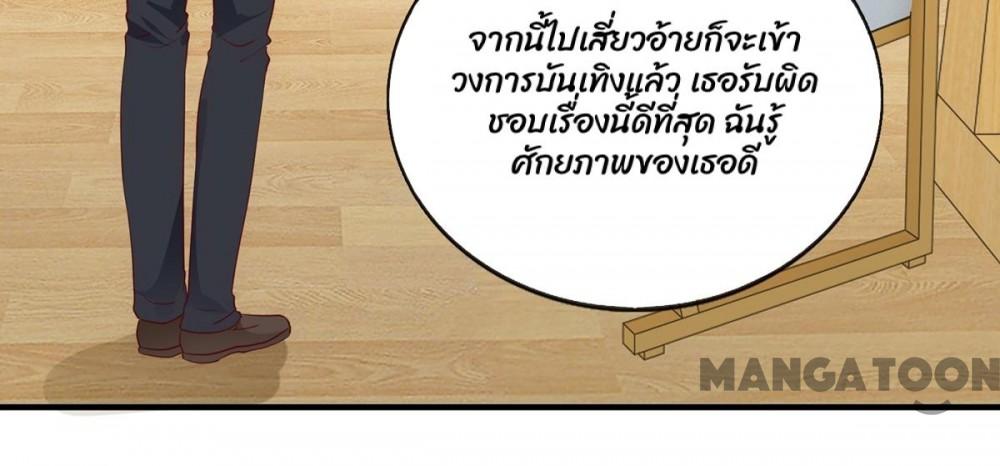 จากนี้ไปเสี่ยวอ้ายก็จะเข้า
วงการบันเทิงแล้ว เธอรับผิด
ชอบเรื่องนี้ดีที่สุด ฉันรู้
ศักยภาพของเธอดี
MANGATOON